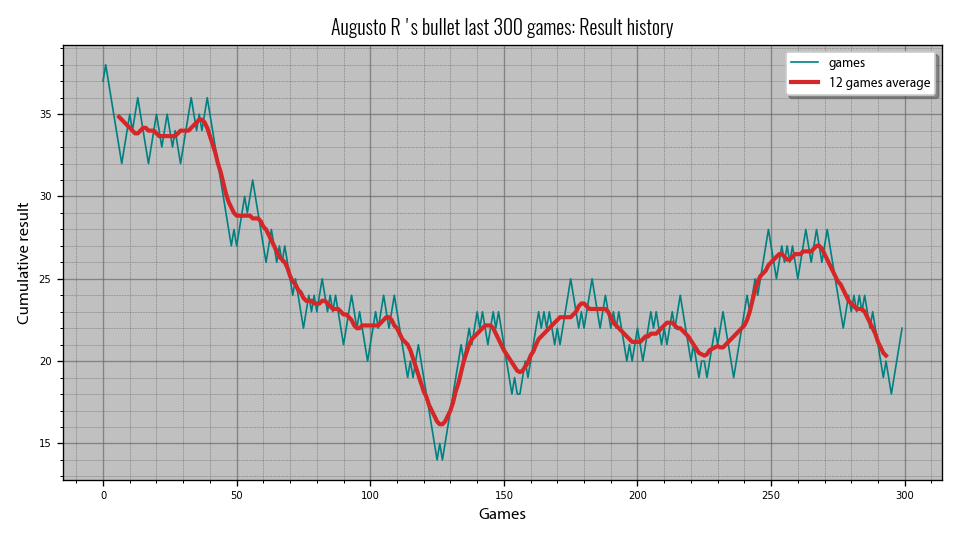 Augusto R 's bullet last 300 games: Result history
games
12 games average
Cumulative result
35
30
25
20
15
0 50 100 150 200 250 300
Games